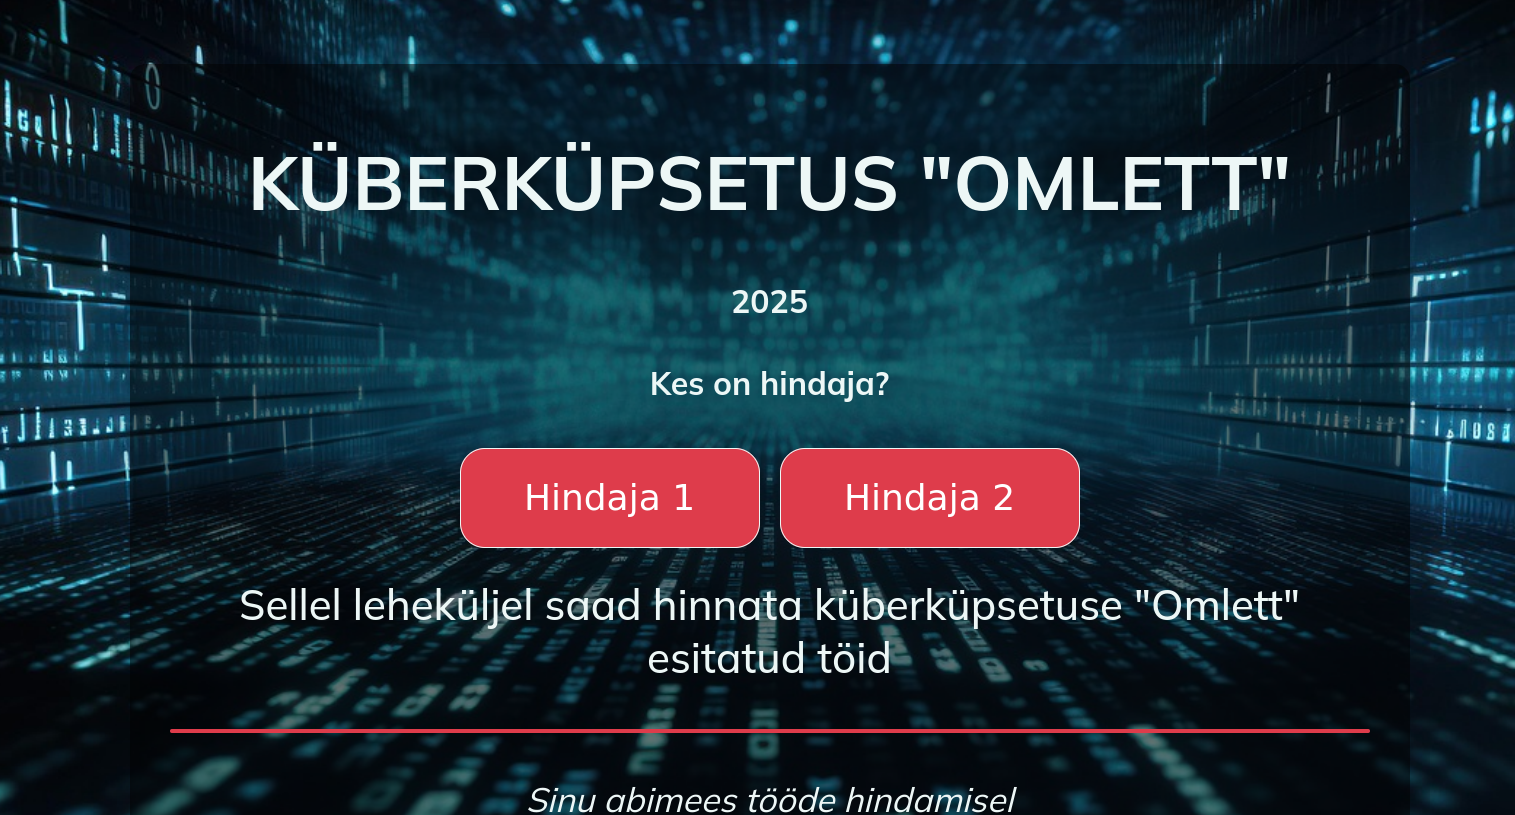 KÜBERKÜPSETUS "OMLETT"
2025
Kes on hindaja?
Hindaja 1
Hindaja 2
Sellel leheküljel saad hinnata küberküpsetuse "Omlett"
esitatud töid
Sinu abimees tööde hindamisel